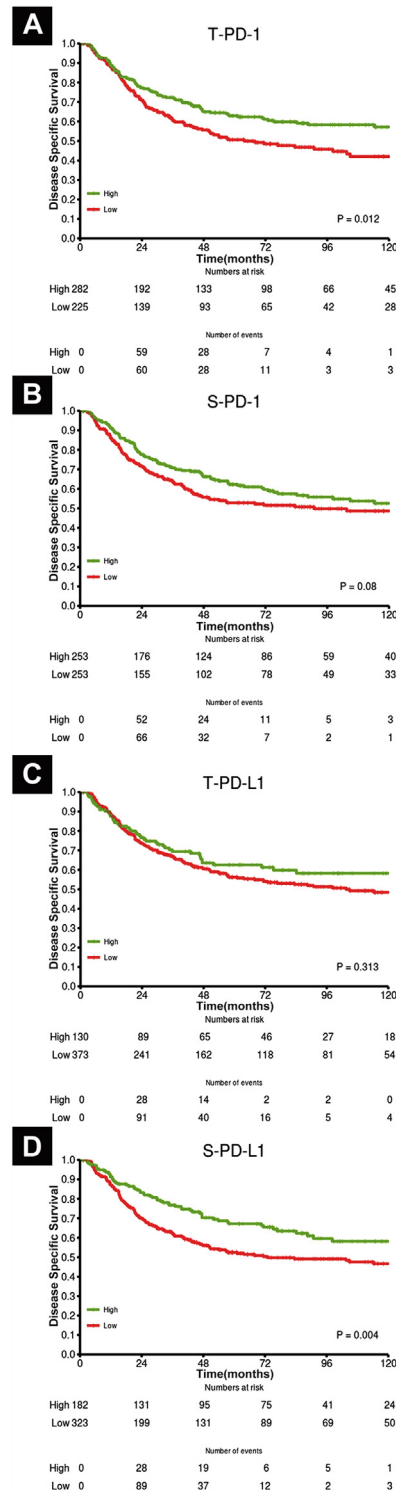 A
T-PD-1
Disease Specific Survival
1.0
0.9
0.8
0.7
0.6
0.5
0.4
0.3
0.2
0.1
0.0
High
Low
P = 0.012
0 24 48 72 96 120
Time(months)
Numbers at risk
High 282 192 133 98 66 45
Low 225 139 93 65 42 28
Number of events
High 0 59 28 7 4 1
Low 0 60 28 11 3 3
B
S-PD-1
Disease Specific Survival
1.0
0.9
0.8
0.7
0.6
0.5
0.4
0.3
0.2
0.1
0.0
High
Low
P = 0.08
0 24 48 72 96 120
Time(months)
Numbers at risk
High 253 176 124 86 59 40
Low 253 155 102 78 49 33
Number of events
High 0 52 24 11 5 3
Low 0 66 32 7 2 1
C
T-PD-L1
Disease Specific Survival
1.0
0.9
0.8
0.7
0.6
0.5
0.4
0.3
0.2
0.1
0.0
High
Low
P = 0.313
0 24 48 72 96 120
Time(months)
Numbers at risk
High 130 89 65 46 27 18
Low 373 241 162 118 81 54
Number of events
High 0 28 14 2 2 0
Low 0 91 40 16 5 4
D
S-PD-L1
Disease Specific Survival
1.0
0.9
0.8
0.7
0.6
0.5
0.4
0.3
0.2
0.1
0.0
High
Low
P = 0.004
0 24 48 72 96 120
Time(months)
Numbers at risk
High 182 131 95 75 41 24
Low 323 199 131 89 69 50
Number of events
High 0 28 19 6 5 1
Low 0 89 37 12 2 3